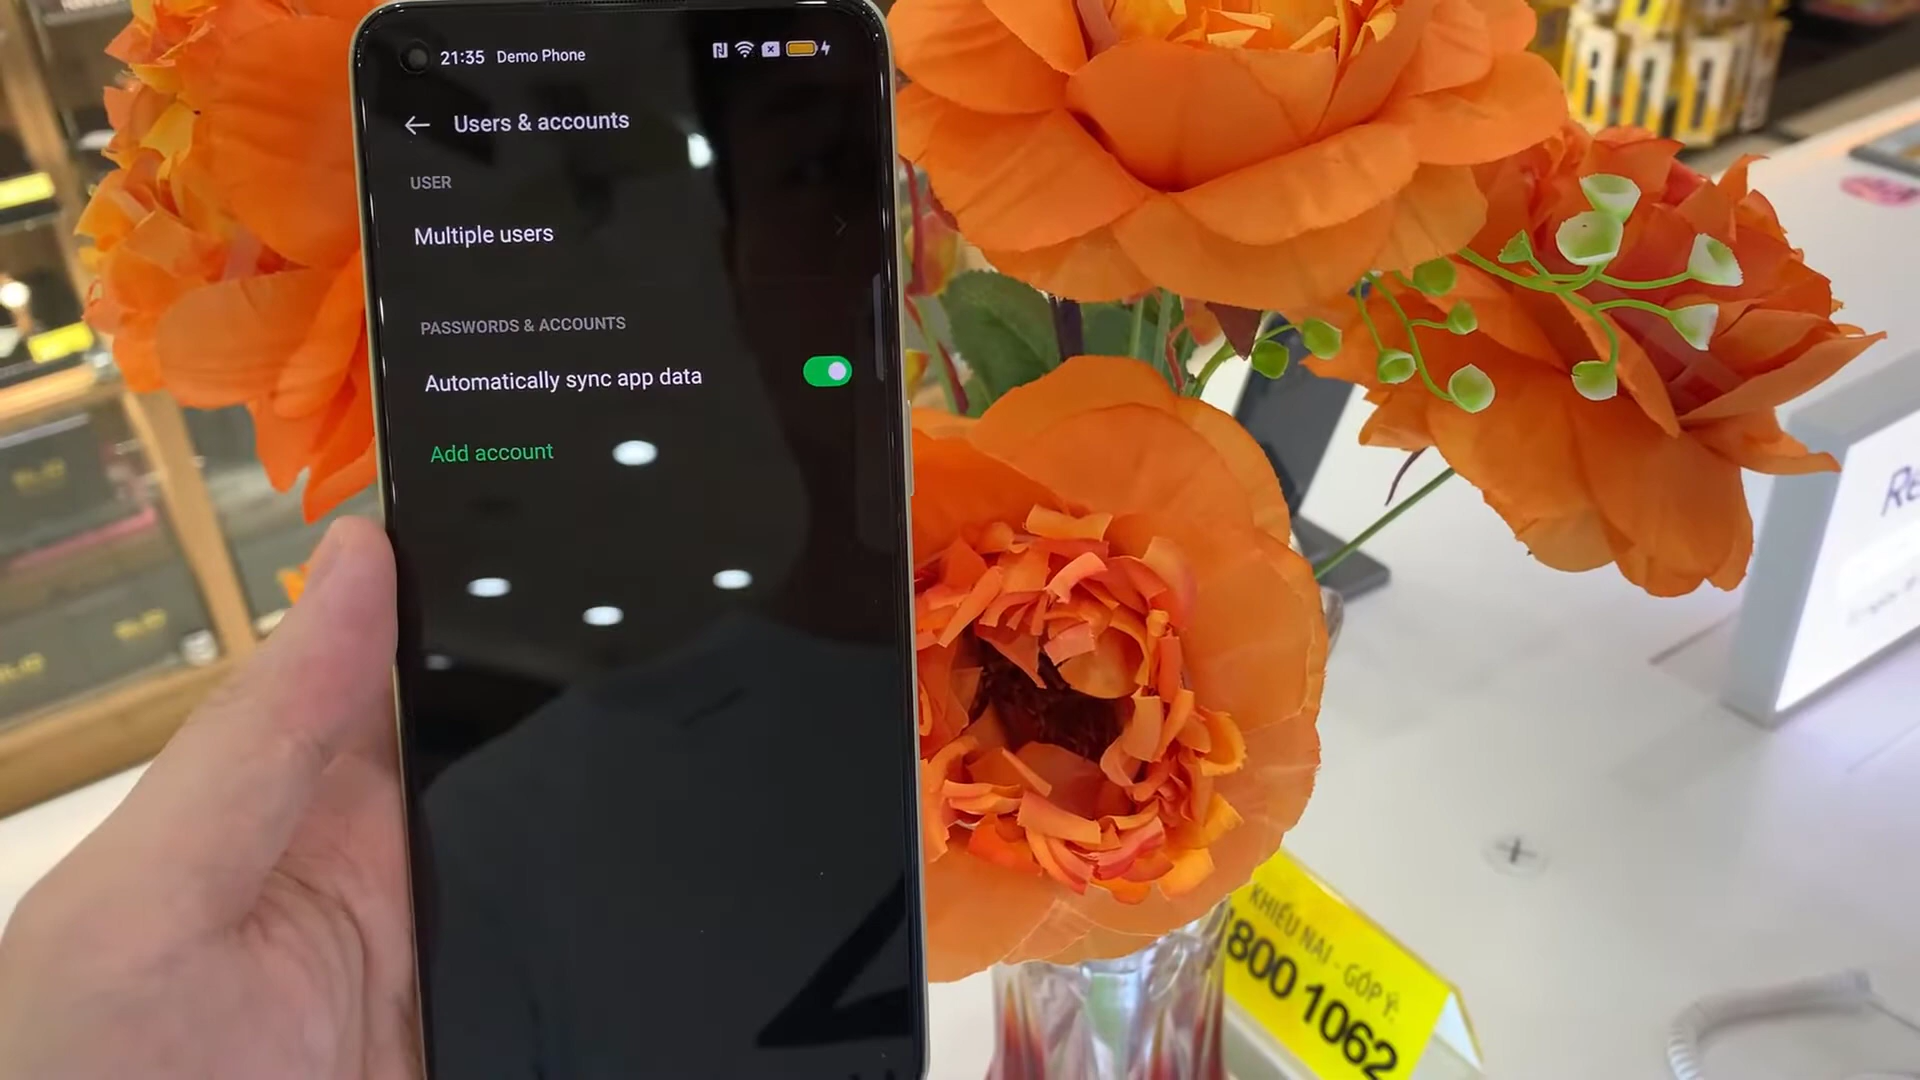 21:35 Demo Phone
Users & accounts
USER
Multiple users
PASSWORDS & ACCOUNTS
Automatically sync app data
Add account
KHIẾU NẠI - GÓP Ý:
1800 1062